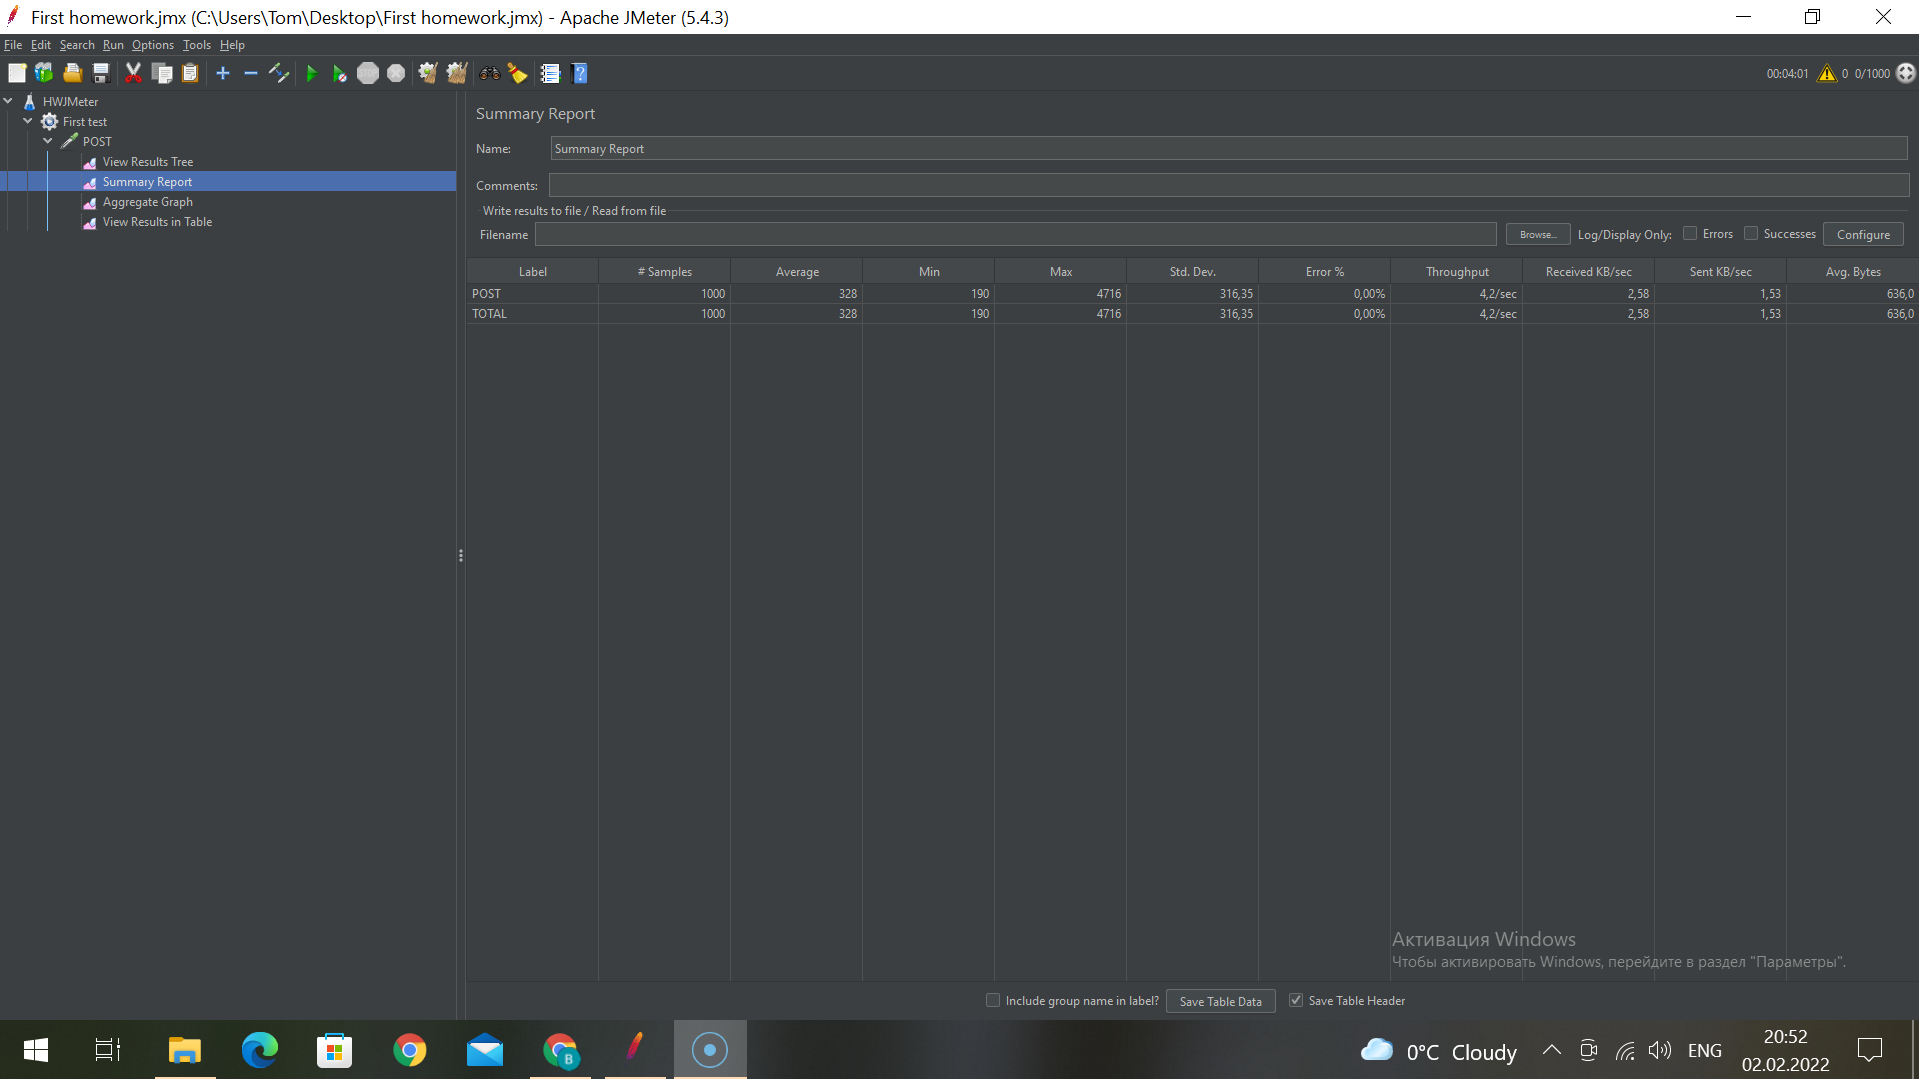 First homework.jmx (C:\Users\Tom\Desktop\First homework.jmx) - Apache JMeter (5.4.3)
File Edit Search Run Options Tools Help
STOP
00:04:01 0 0/1000
HWJMeter
First test
POST
View Results Tree
Summary Report
Aggregate Graph
View Results in Table
Summary Report
Name: Summary Report
Comments:
Write results to file / Read from file
Filename Browse... Log/Display Only: Errors Successes Configure
Label # Samples Average Min Max Std. Dev. Error % Throughput Received KB/sec Sent KB/sec Avg. Bytes
POST 1000 328 190 4716 316,35 0,00% 4,2/sec 2,58 1,53 636,0
TOTAL 1000 328 190 4716 316,35 0,00% 4,2/sec 2,58 1,53 636,0
Активация Windows
Чтобы активировать Windows, перейдите в раздел "Параметры".
Include group name in label? Save Table Data Save Table Header
B
0°C Cloudy ENG
20:52
02.02.2022